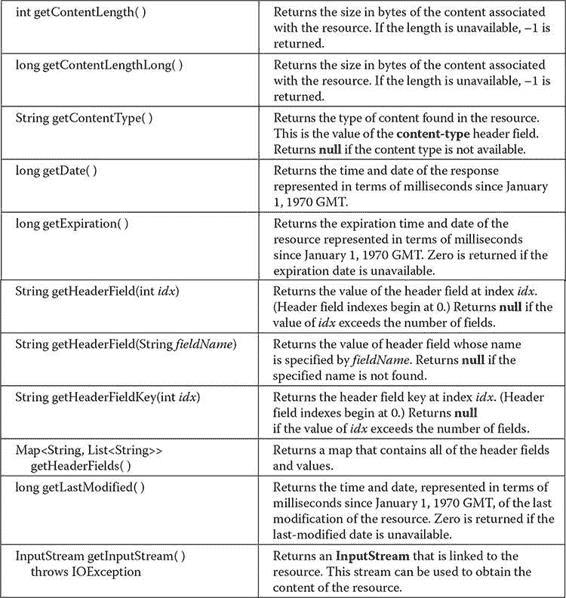 int getContentLength( )
Returns the size in bytes of the content associated
with the resource. If the length is unavailable, –1 is
returned.
long getContentLengthLong( )
Returns the size in bytes of the content associated
with the resource. If the length is unavailable, –1 is
returned.
String getContentType( )
Returns the type of content found in the resource.
This is the value of the content-type header field.
Returns null if the content type is not available.
long getDate( )
Returns the time and date of the response
represented in terms of milliseconds since January
1, 1970 GMT.
long getExpiration( )
Returns the expiration time and date of the
resource represented in terms of milliseconds
since January 1, 1970 GMT. Zero is returned if the
expiration date is unavailable.
String getHeaderField(int idx)
Returns the value of the header field at index idx.
(Header field indexes begin at 0.) Returns null if the
value of idx exceeds the number of fields.
String getHeaderField(String fieldName)
Returns the value of header field whose name
is specified by fieldName. Returns null if the
specified name is not found.
String getHeaderFieldKey(int idx)
Returns the header field key at index idx. (Header
field indexes begin at 0.) Returns null
if the value of idx exceeds the number of fields.
Map<String, List<String>>
getHeaderFields( )
Returns a map that contains all of the header fields
and values.
long getLastModified( )
Returns the time and date, represented in terms of
milliseconds since January 1, 1970 GMT, of the last
modification of the resource. Zero is returned if the
last-modified date is unavailable.
InputStream getInputStream( )
throws IOException
Returns an InputStream that is linked to the
resource. This stream can be used to obtain the
content of the resource.